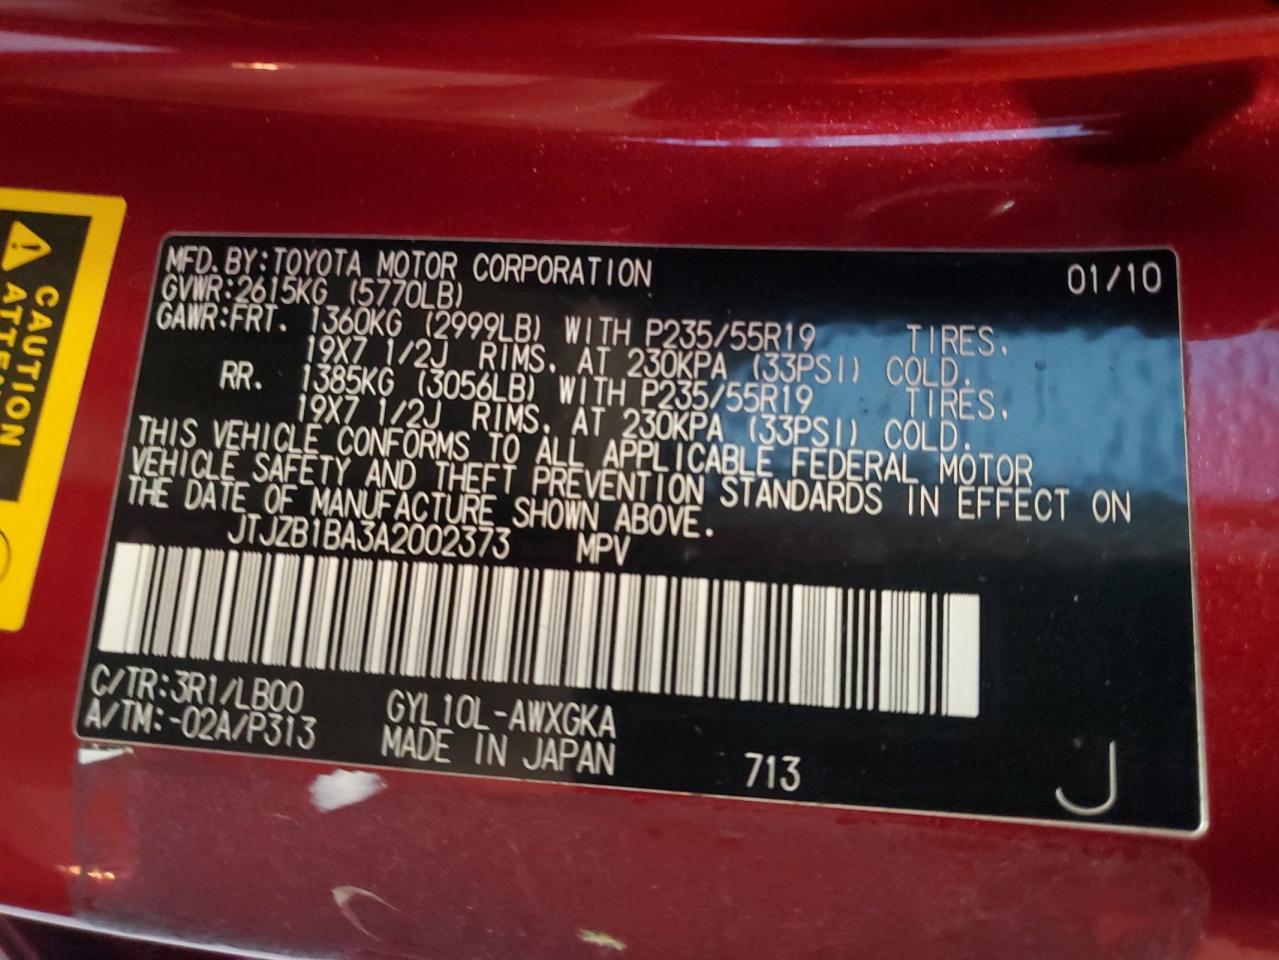 MFD. BY: TOYOTA MOTOR CORPORATION 01/10
GVWR: 2615KG (5770LB)
GAWR: FRT. 1360KG (2999LB) WITH P235/55R19 TIRES.
19X7 1/2J RIMS. AT 230KPA (33PSI) COLD.
RR. 1385KG (3056LB) WITH P235/55R19 TIRES.
19X7 1/2J RIMS. AT 230KPA (33PSI) COLD.
THIS VEHICLE CONFORMS TO ALL APPLICABLE FEDERAL MOTOR
VEHICLE SAFETY AND THEFT PREVENTION STANDARDS IN EFFECT ON
THE DATE OF MANUFACTURE SHOWN ABOVE.
JTJZB1BA3A2002373 MPV
C/TR: 3R1/LB00 GYL10L-AWXGKA
A/TM: -02A/P313 MADE IN JAPAN 713 J
CAUTION